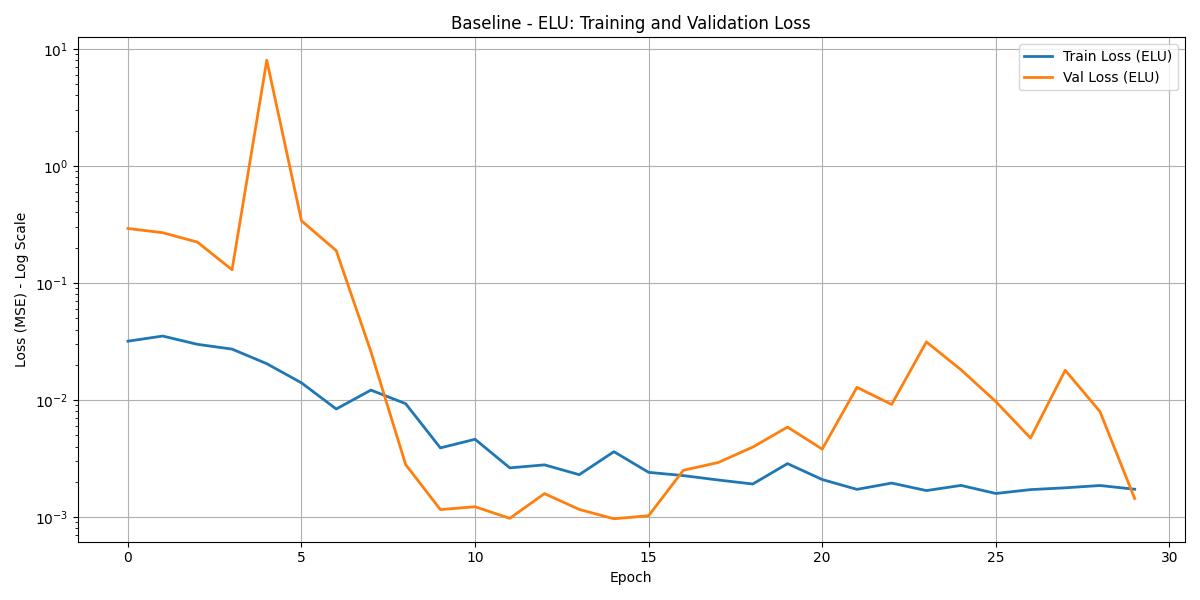 Baseline - ELU: Training and Validation Loss
Train Loss (ELU)
Val Loss (ELU)
Loss (MSE) - Log Scale
10¹
10⁰
10⁻¹
10⁻²
10⁻³
0 5 10 15 20 25 30
Epoch